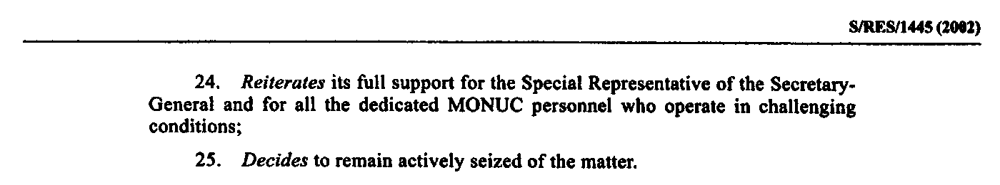 S/RES/1445 (2002)
24. Reiterates its full support for the Special Representative of the Secretary-
General and for all the dedicated MONUC personnel who operate in challenging
conditions;
25. Decides to remain actively seized of the matter.